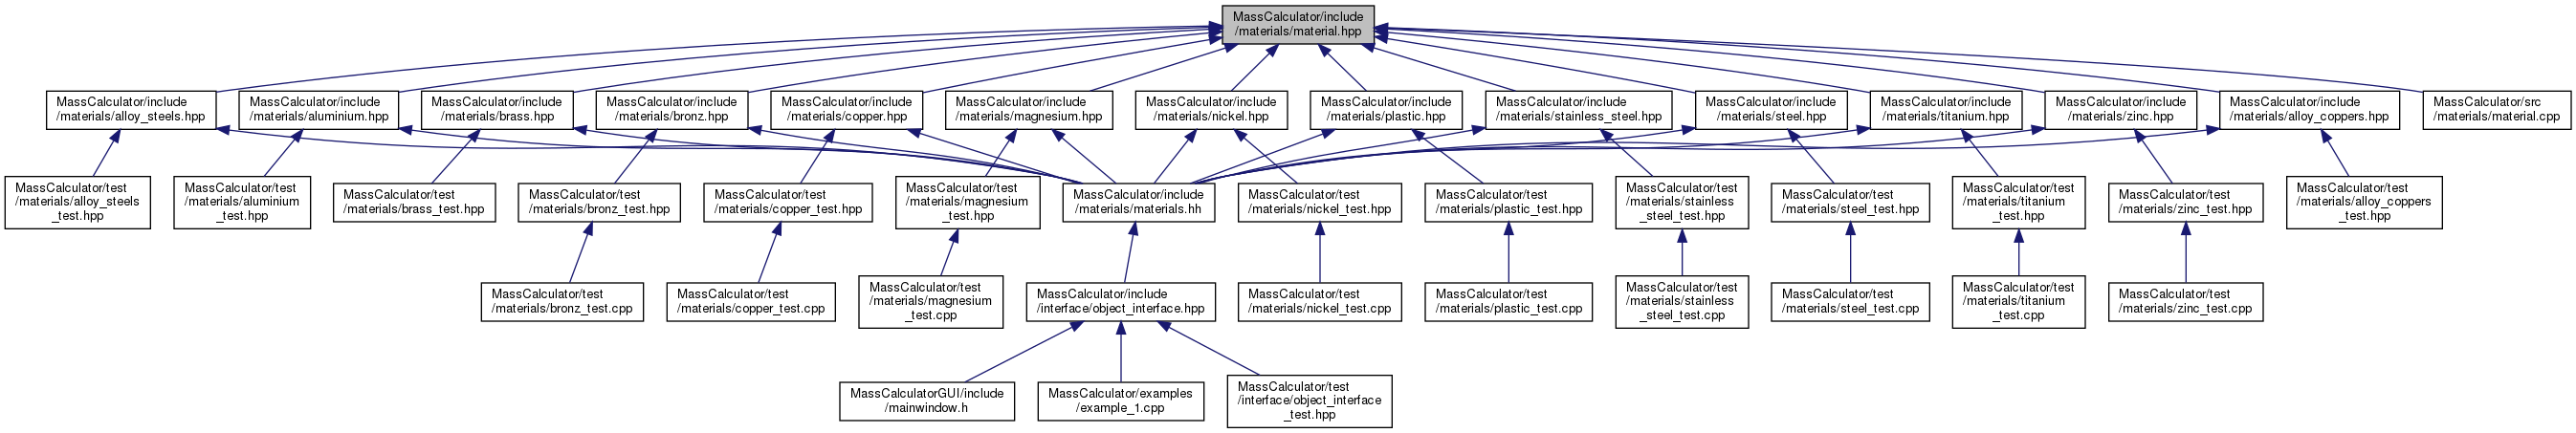 MassCalculator/include
/materials/material.hpp
MassCalculator/include
/materials/alloy_steels.hpp
MassCalculator/include
/materials/aluminium.hpp
MassCalculator/include
/materials/brass.hpp
MassCalculator/include
/materials/bronz.hpp
MassCalculator/include
/materials/copper.hpp
MassCalculator/include
/materials/magnesium.hpp
MassCalculator/include
/materials/nickel.hpp
MassCalculator/include
/materials/plastic.hpp
MassCalculator/include
/materials/stainless_steel.hpp
MassCalculator/include
/materials/steel.hpp
MassCalculator/include
/materials/titanium.hpp
MassCalculator/include
/materials/zinc.hpp
MassCalculator/include
/materials/alloy_coppers.hpp
MassCalculator/src
/materials/material.cpp
MassCalculator/test
/materials/alloy_steels
_test.hpp
MassCalculator/test
/materials/aluminium
_test.hpp
MassCalculator/test
/materials/brass_test.hpp
MassCalculator/test
/materials/bronz_test.hpp
MassCalculator/test
/materials/copper_test.hpp
MassCalculator/test
/materials/magnesium
_test.hpp
MassCalculator/include
/materials/materials.hh
MassCalculator/test
/materials/nickel_test.hpp
MassCalculator/test
/materials/plastic_test.hpp
MassCalculator/test
/materials/stainless
_steel_test.hpp
MassCalculator/test
/materials/steel_test.hpp
MassCalculator/test
/materials/titanium
_test.hpp
MassCalculator/test
/materials/zinc_test.hpp
MassCalculator/test
/materials/alloy_coppers
_test.hpp
MassCalculator/test
/materials/bronz_test.cpp
MassCalculator/test
/materials/copper_test.cpp
MassCalculator/test
/materials/magnesium
_test.cpp
MassCalculator/include
/interface/object_interface.hpp
MassCalculator/test
/materials/nickel_test.cpp
MassCalculator/test
/materials/plastic_test.cpp
MassCalculator/test
/materials/stainless
_steel_test.cpp
MassCalculator/test
/materials/steel_test.cpp
MassCalculator/test
/materials/titanium
_test.cpp
MassCalculator/test
/materials/zinc_test.cpp
MassCalculatorGUI/include
/mainwindow.h
MassCalculator/examples
/example_1.cpp
MassCalculator/test
/interface/object_interface
_test.hpp